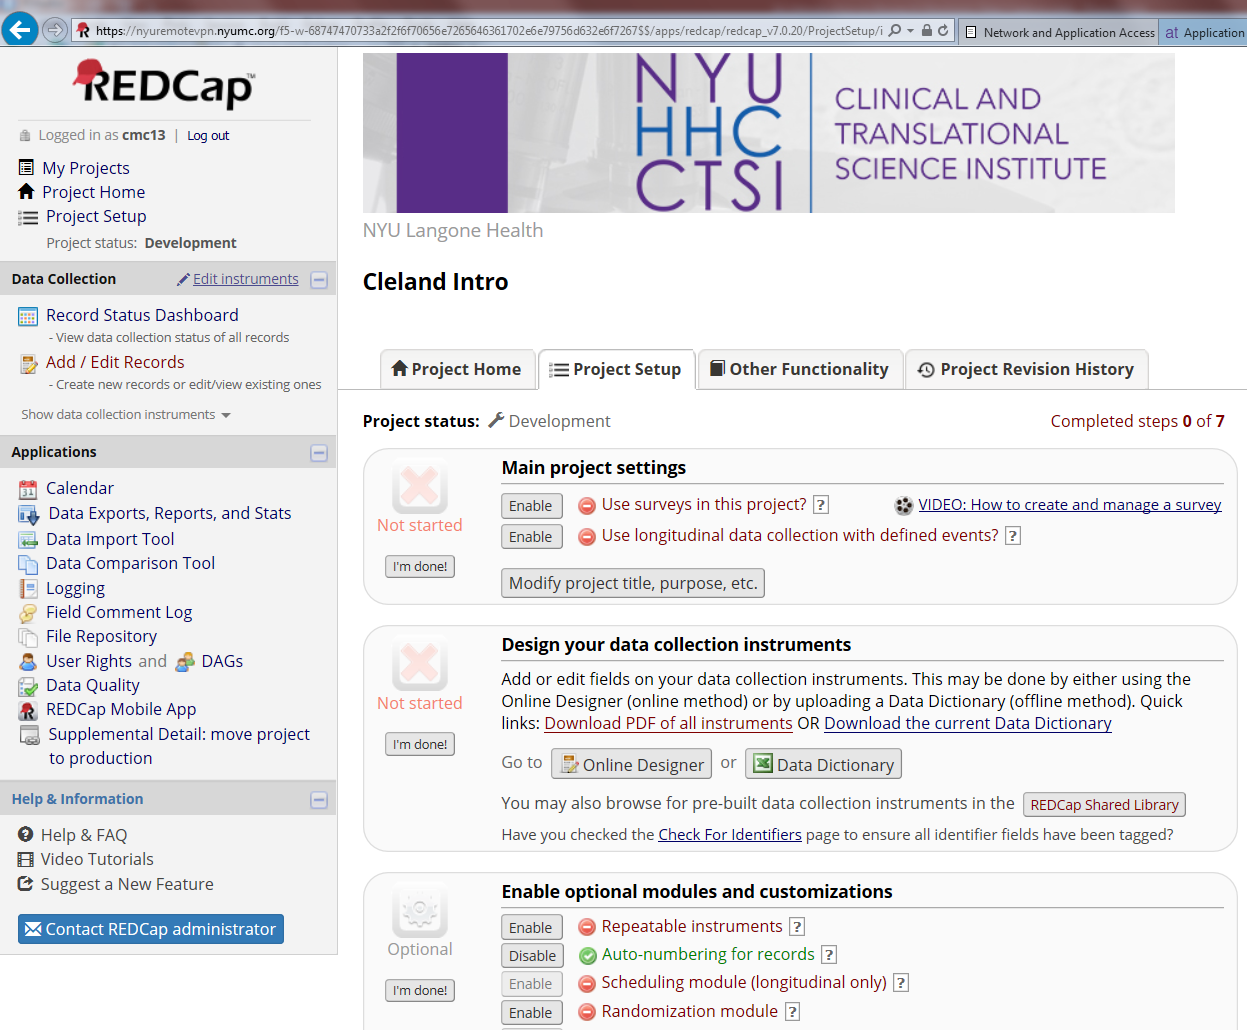 https://nyuremotevpn.nyumc.org/f5-w-68747470733a2f2f6f70656e7265646361702e6e79756d632e6f7267$$/apps/redcap/redcap_v7.0.20/ProjectSetup/i
Network and Application Access
at Application
REDCap™
Logged in as cmc13 | Log out
My Projects
Project Home
Project Setup
Project status: Development
Data Collection Edit instruments
Record Status Dashboard
- View data collection status of all records
Add / Edit Records
- Create new records or edit/view existing ones
Show data collection instruments
Applications
31 Calendar
Data Exports, Reports, and Stats
Data Import Tool
Data Comparison Tool
Logging
Field Comment Log
File Repository
User Rights and DAGs
Data Quality
REDCap Mobile App
Supplemental Detail: move project
to production
Help & Information
Help & FAQ
Video Tutorials
Suggest a New Feature
Contact REDCap administrator
NYU
HHC
CTSI
CLINICAL AND
TRANSLATIONAL
SCIENCE INSTITUTE
NYU Langone Health
Cleland Intro
Project Home Project Setup Other Functionality Project Revision History
Project status: Development
Completed steps 0 of 7
Not started
I'm done!
Main project settings
Enable Use surveys in this project? ? VIDEO: How to create and manage a survey
Enable Use longitudinal data collection with defined events? ?
Modify project title, purpose, etc.
Not started
I'm done!
Design your data collection instruments
Add or edit fields on your data collection instruments. This may be done by either using the
Online Designer (online method) or by uploading a Data Dictionary (offline method). Quick
links: Download PDF of all instruments OR Download the current Data Dictionary
Go to Online Designer or Data Dictionary
You may also browse for pre-built data collection instruments in the REDCap Shared Library
Have you checked the Check For Identifiers page to ensure all identifier fields have been tagged?
Optional
I'm done!
Enable optional modules and customizations
Enable Repeatable instruments ?
Disable Auto-numbering for records ?
Enable Scheduling module (longitudinal only) ?
Enable Randomization module ?